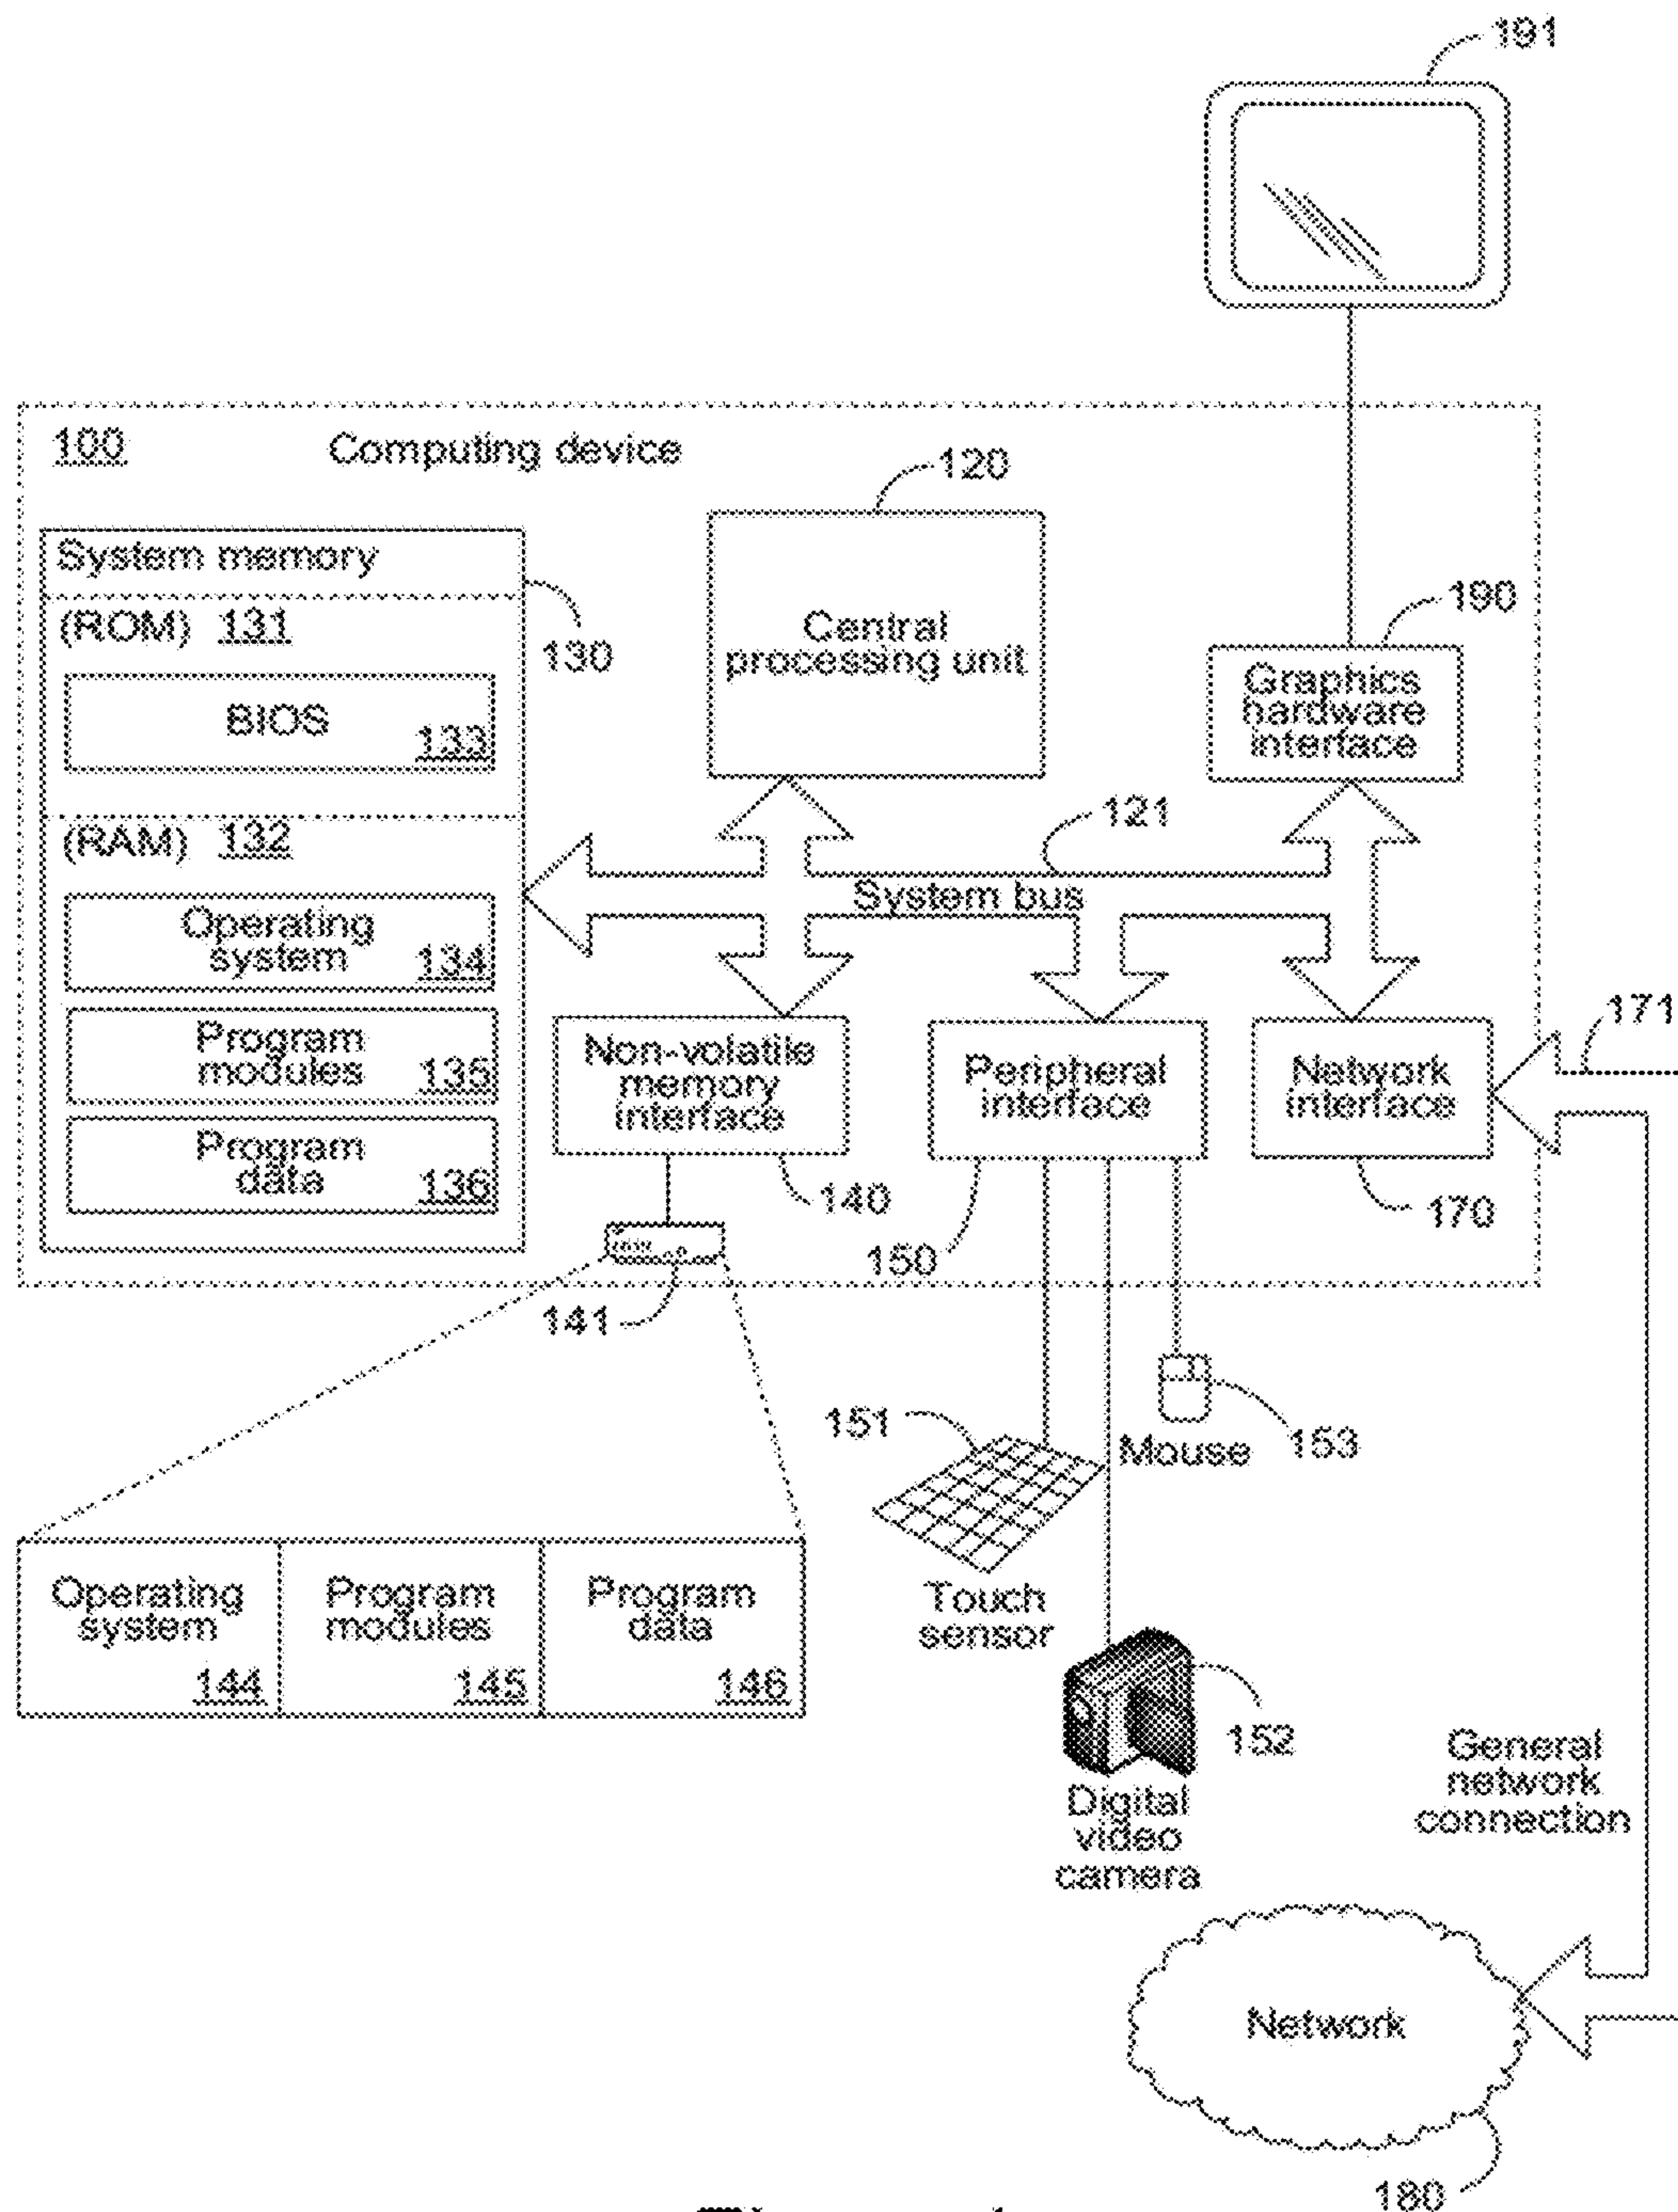 191
100 Computing device
120
System memory
(ROM) 131
130
BIOS
133
Central
processing unit
190
Graphics
hardware
interface
(RAM) 132
121
System bus
Operating
system
134
Program
modules
135
Program
data
136
Non-volatile
memory
interface
140
141
Peripheral
interface
150
Network
interface
170
171
151
Mouse
153
Touch
sensor
152
Digital
video
camera
Operating
system
144
Program
modules
145
Program
data
146
General
network
connection
Network
180